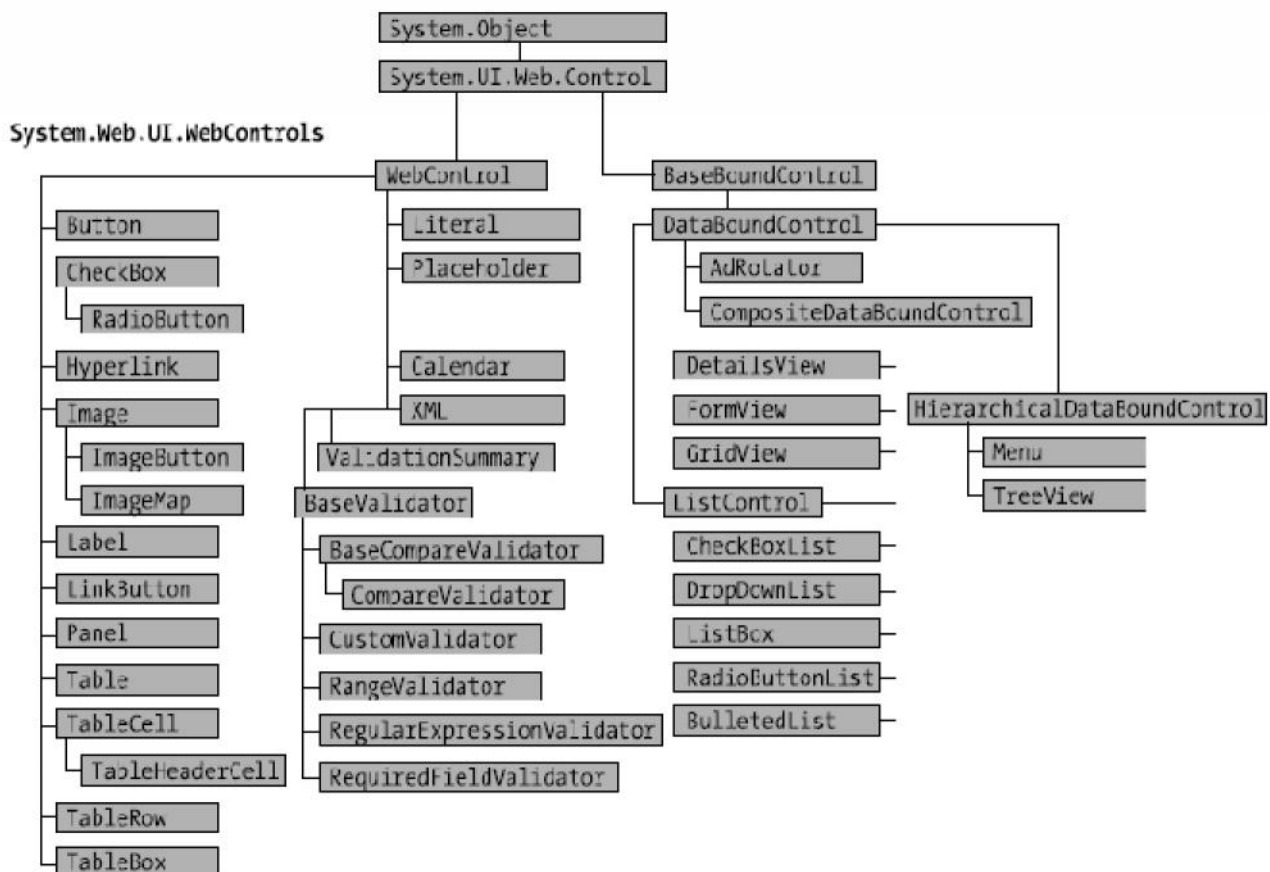 System.Object
System.UI.Web.Control
System.Web.UI.WebControls
WebControl
Button
CheckBox
RadioButton
Hyperlink
Image
ImageButton
ImageMap
Label
LinkButton
Panel
Table
TableCell
TableHeaderCell
TableRow
TableBox
Literal
Placeholder
Calendar
XML
ValidationSummary
BaseValidator
BaseCompareValidator
CompareValidator
CustomValidator
RangeValidator
RegularExpressionValidator
RequiredFieldValidator
BaseBoundControl
DataBoundControl
AdRotator
CompositeDataBoundControl
DetailsView
FormView
GridView
ListControl
CheckBoxList
DropDownList
ListBox
RadioButtonList
BulletedList
HierarchicalDataBoundControl
Menu
TreeView